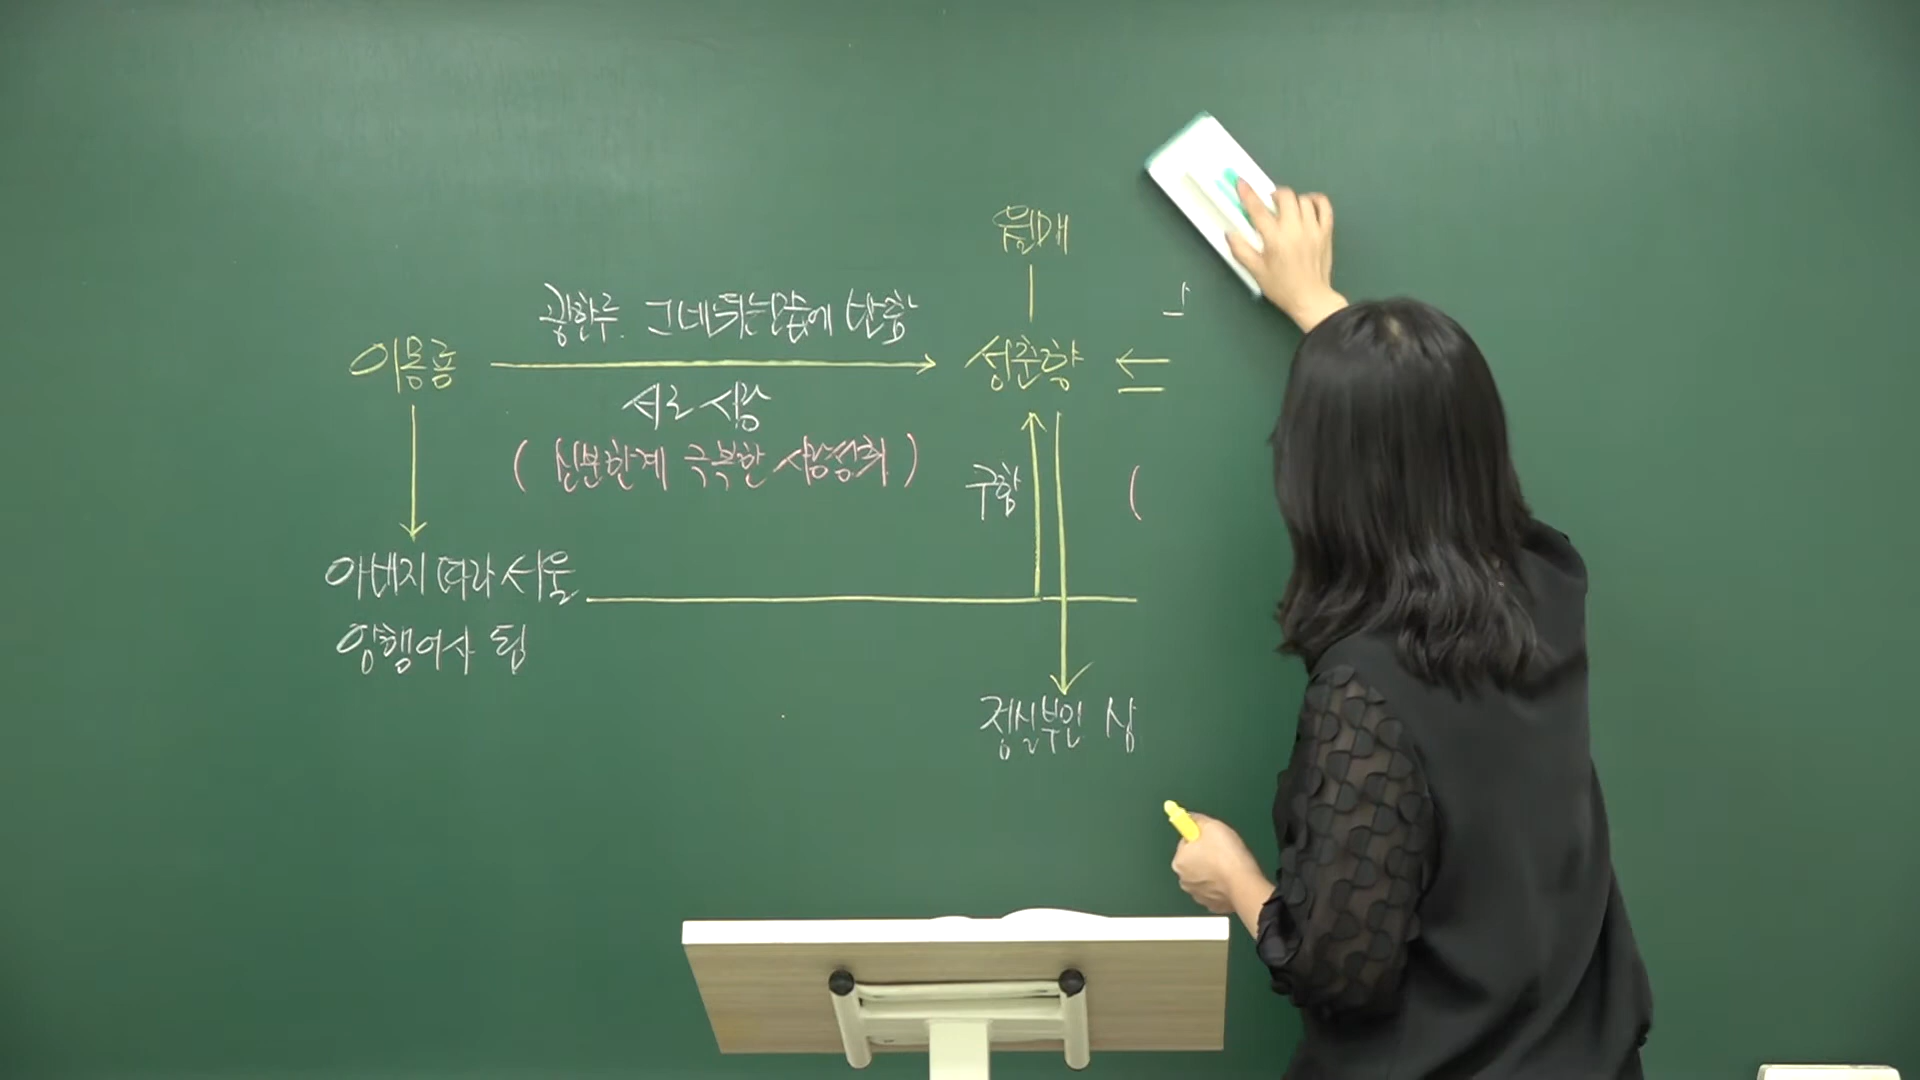 월매
광한루 그네뛰는 모습에 반함
이몽룡
성춘향
서로 사랑
(신분한계 극복한 사랑성취)
구함
(
아버지 따라 서울
암행어사 됨
정실부인 삼